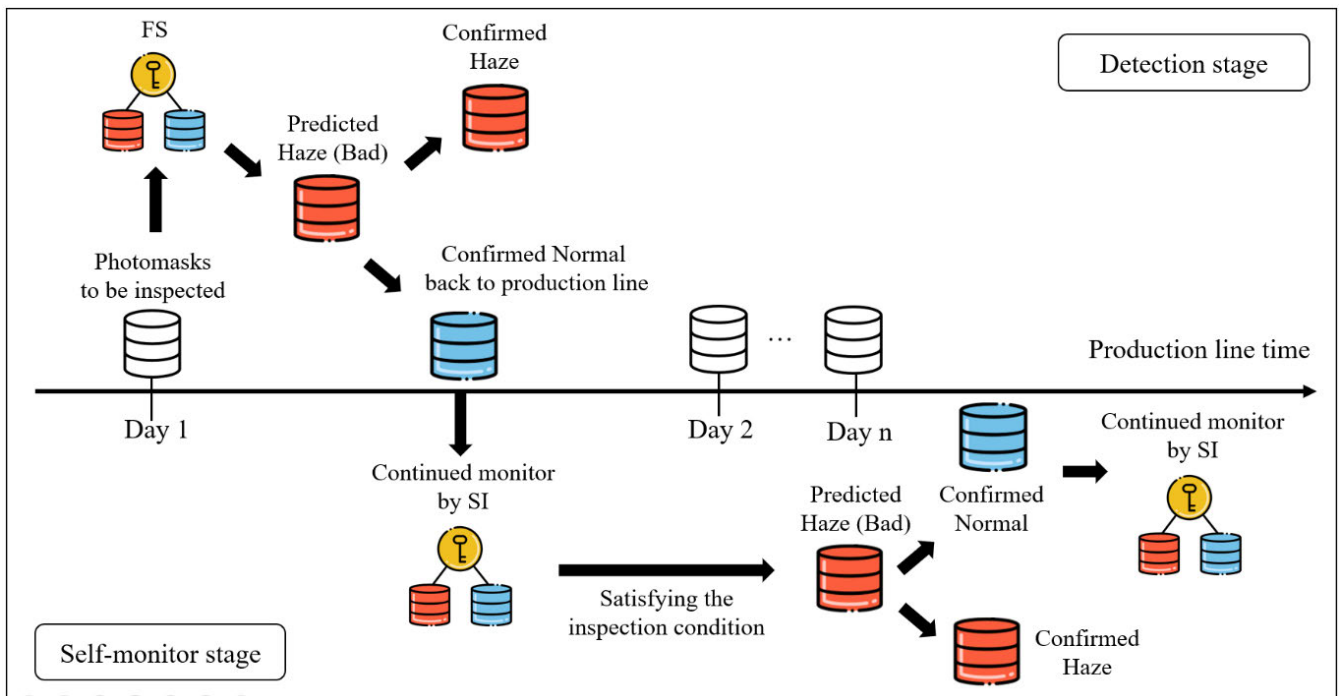 FS
Confirmed
Haze
Detection stage
Predicted
Haze (Bad)
Photomasks
to be inspected
Confirmed Normal
back to production line
...
Production line time
Day 1
Day 2
Day n
Continued monitor
by SI
Predicted
Haze (Bad)
Confirmed
Normal
Continued monitor
by SI
Satisfying the
inspection condition
Confirmed
Haze
Self-monitor stage